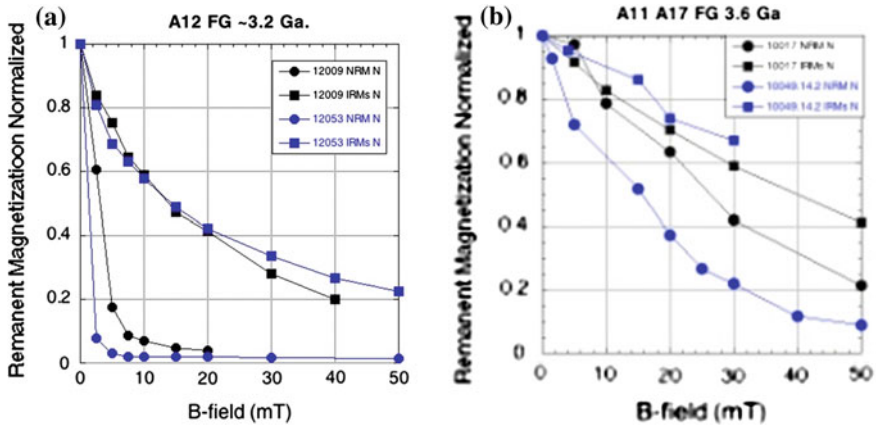 (a)
A12 FG ~3.2 Ga.
Remanent Magnetizatioon Normalized
1
0.8
0.6
0.4
0.2
0
12009 NRM N
12009 IRMs N
12053 NRM N
12053 IRMs N
0 10 20 30 40 50
B-field (mT)
(b)
A11 A17 FG 3.6 Ga
Remanent Magnetizatioon Normalized
1
0.8
0.6
0.4
0.2
0
10017 NRM N
10017 IRMs N
10049.14.2 NRM N
10049.14.2 IRMs N
0 10 20 30 40 50
B-field (mT)